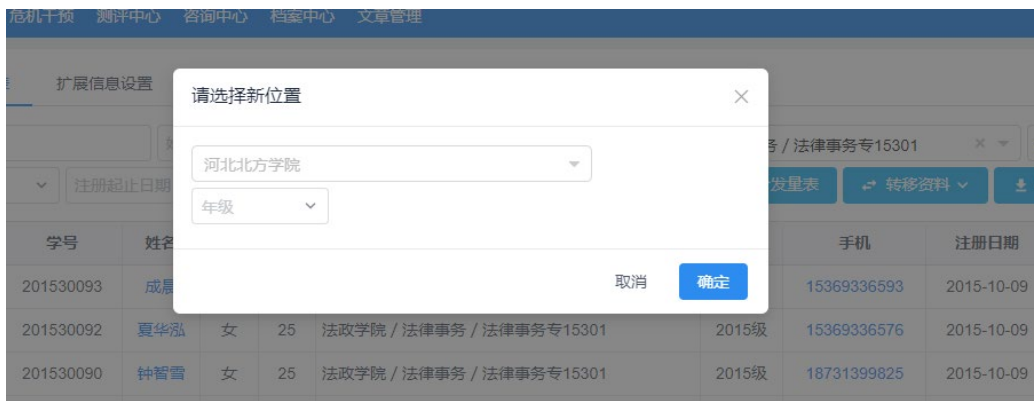 危机干预 测评中心 咨询中心 档案中心 文章管理
扩展信息设置
请选择新位置
/ 法律事务专15301
河北北方学院
注册起止日期
发量表 转移资料
年级
学号 姓名 手机 注册日期
取消 确定
201530093 成晨 15369336593 2015-10-09
201530092 夏华泓 女 25 法政学院 / 法律事务 / 法律事务专15301 2015级 15369336576 2015-10-09
201530090 钟智雪 女 25 法政学院 / 法律事务 / 法律事务专15301 2015级 18731399825 2015-10-09